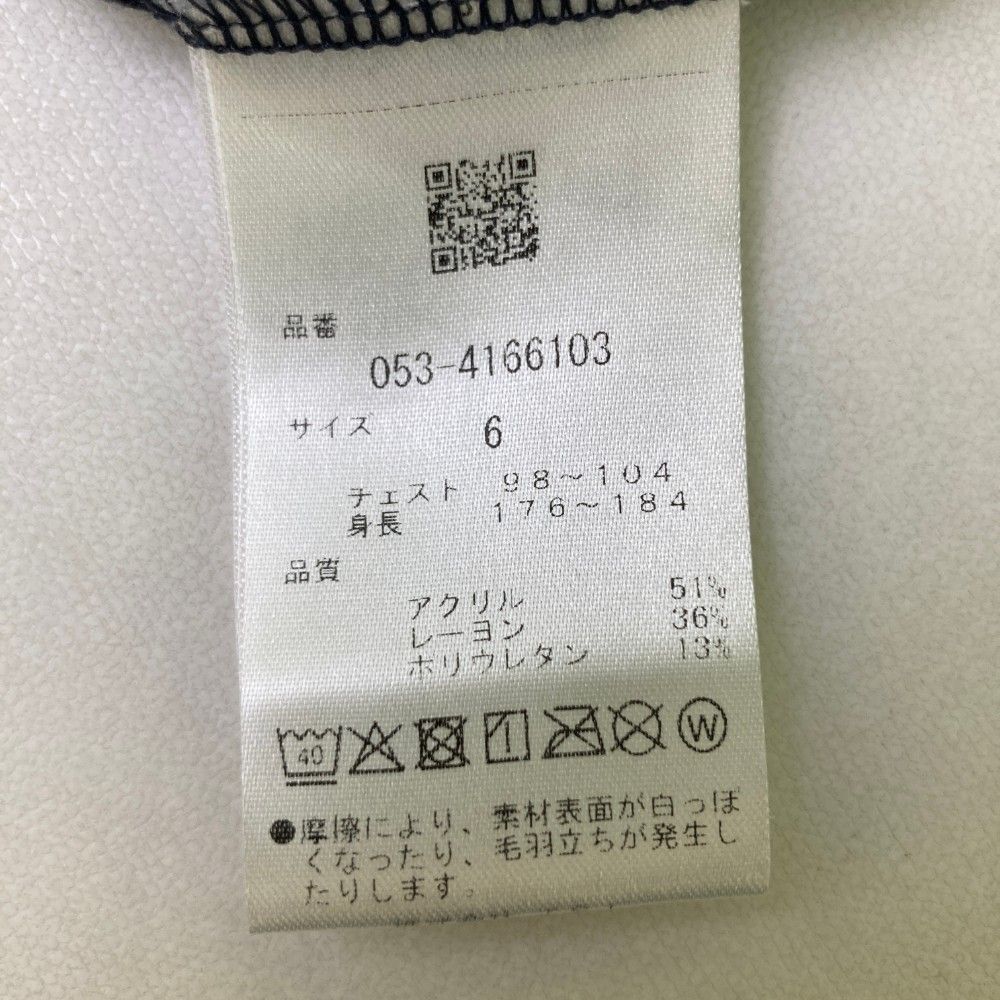 品番
053-4166103
サイズ 6
チェスト 98～104
身長 176～184
品質
アクリル 51%
レーヨン 36%
ポリウレタン 13%
40
W
●摩擦により、素材表面が白っぽ
くなったり、毛羽立ちが発生し
たりします。